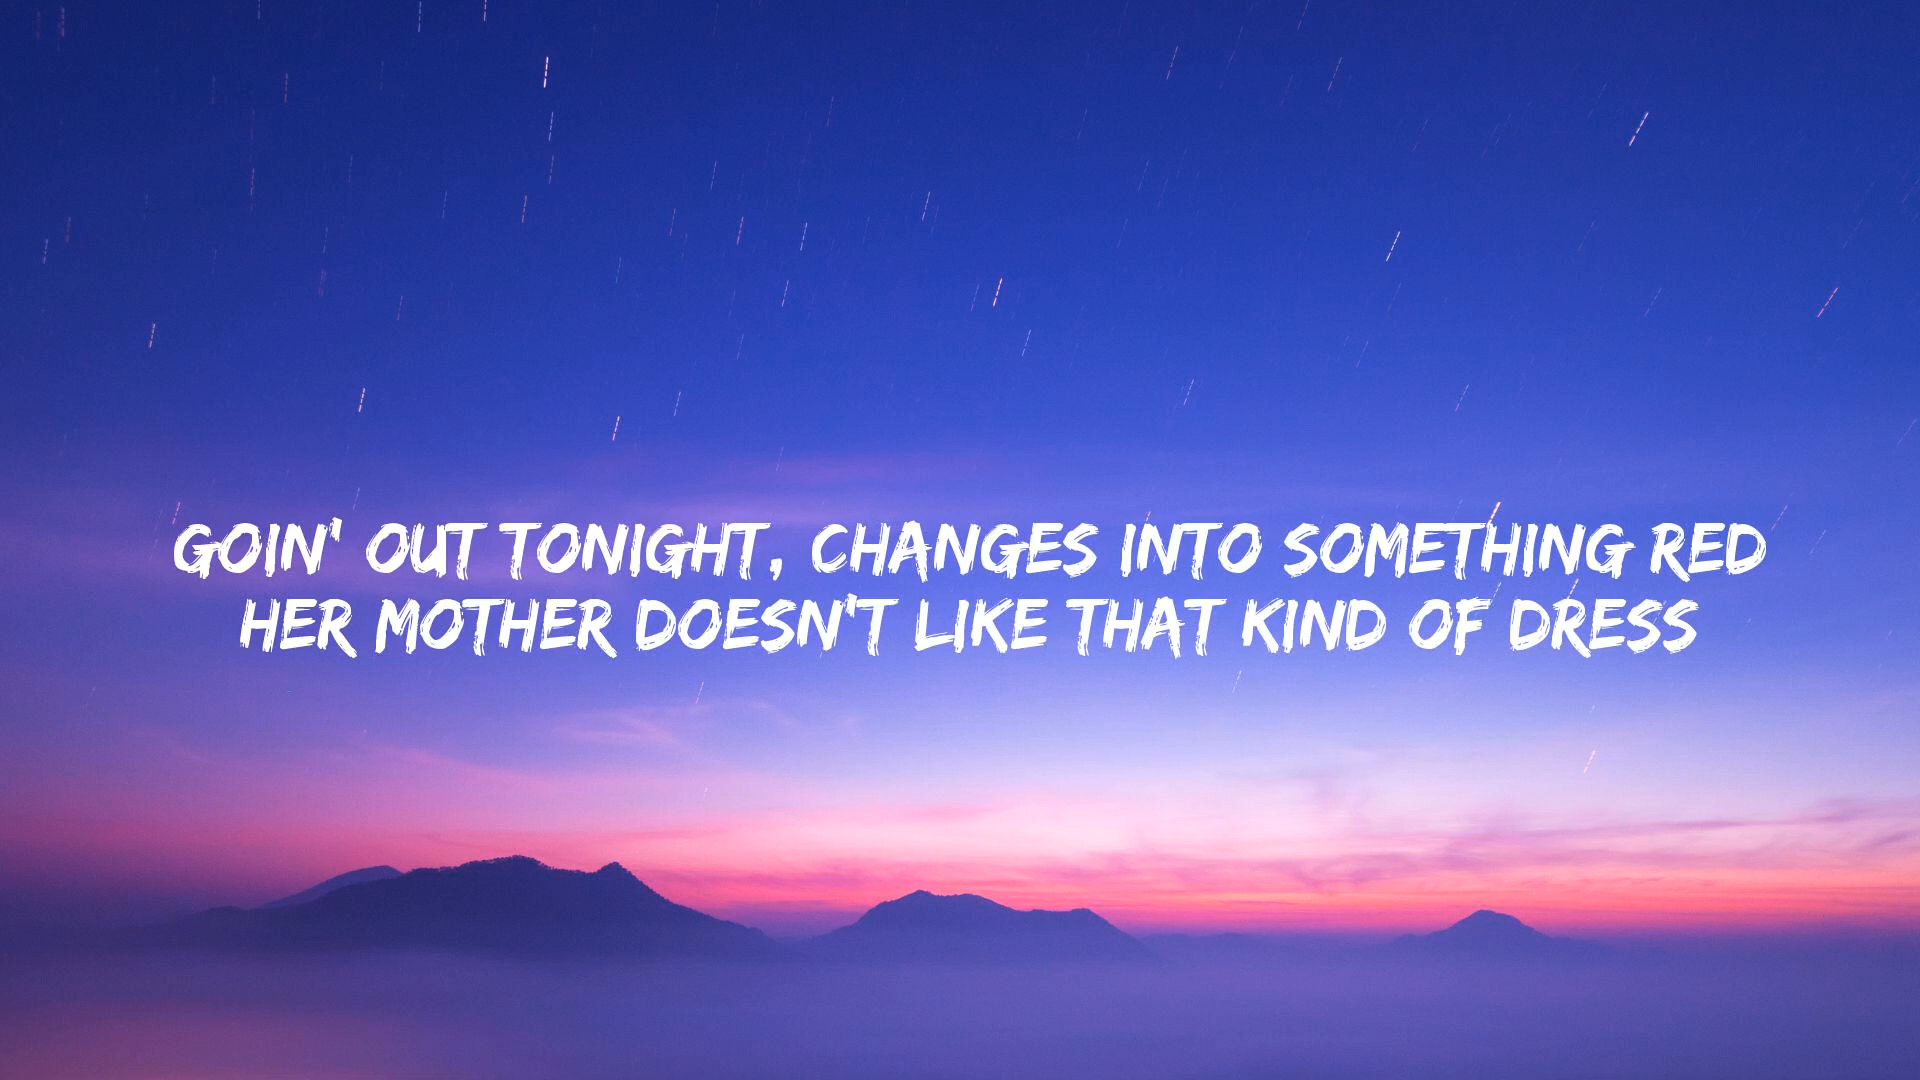 GOIN' OUT TONIGHT, CHANGES INTO SOMETHING RED
HER MOTHER DOESN'T LIKE THAT KIND OF DRESS